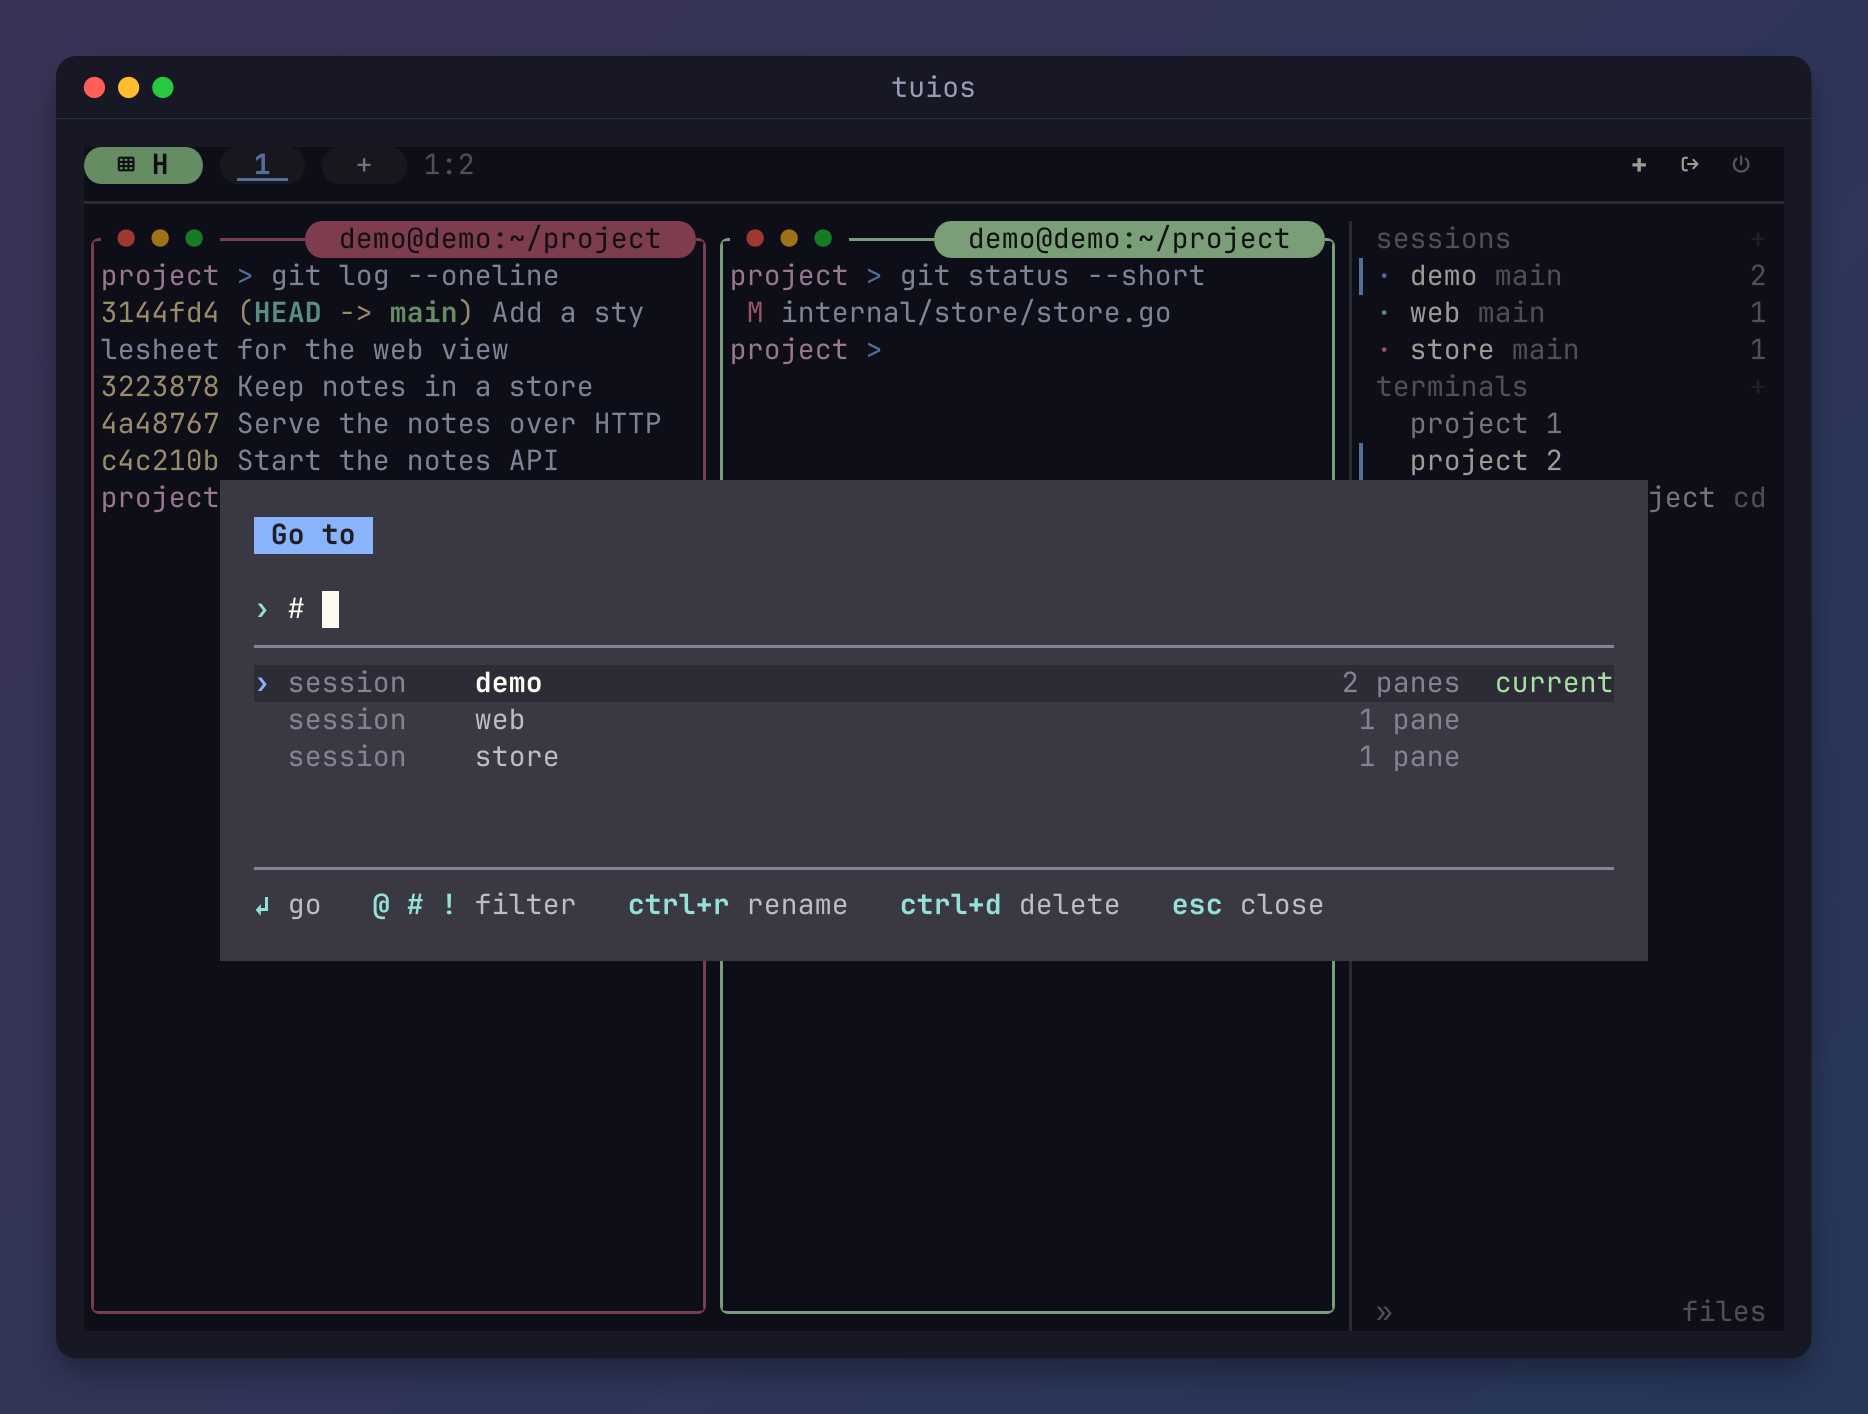 tuios
H 1 + 1:2 +
demo@demo:~/project
project > git log --oneline
3144fd4 (HEAD -> main) Add a sty
lesheet for the web view
3223878 Keep notes in a store
4a48767 Serve the notes over HTTP
c4c210b Start the notes API
project
demo@demo:~/project
project > git status --short
M internal/store/store.go
project >
sessions +
· demo main 2
· web main 1
· store main 1
terminals +
project 1
project 2
ject cd
Go to
› #
› session demo 2 panes current
session web 1 pane
session store 1 pane
↲ go @ # ! filter ctrl+r rename ctrl+d delete esc close
» files